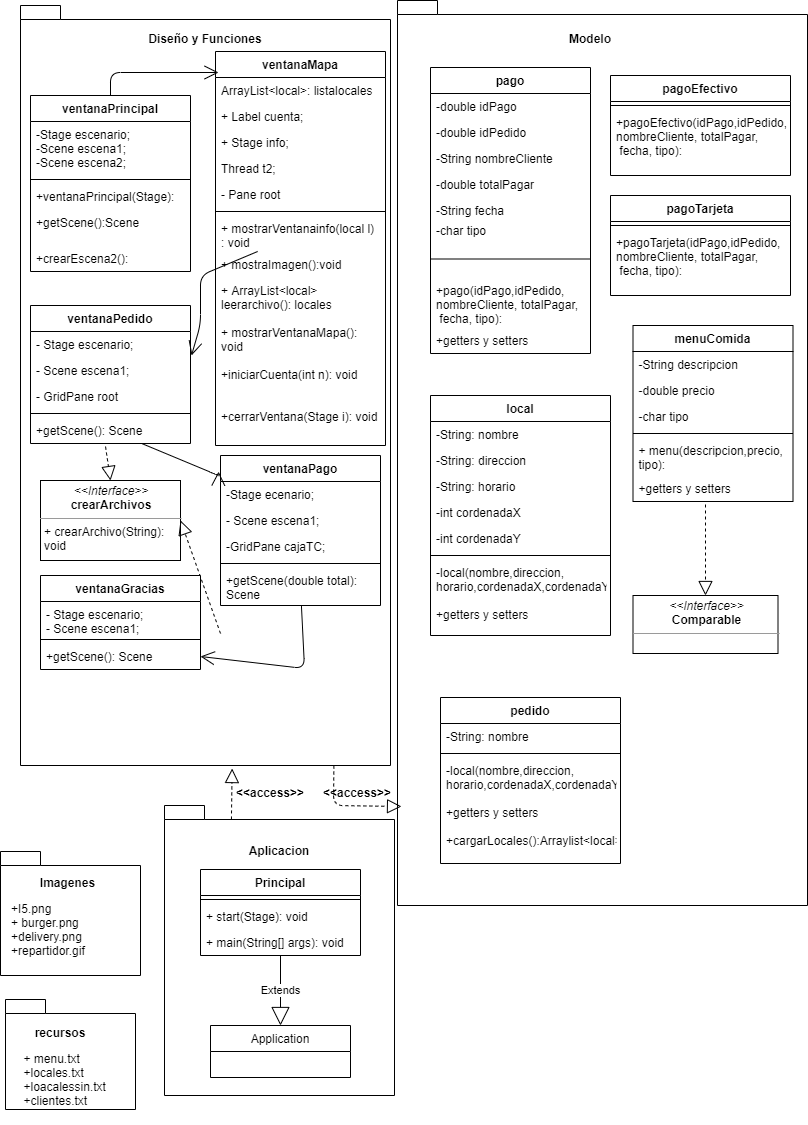 Diseño y Funciones
ventanaPrincipal
-Stage escenario;
-Scene escena1;
-Scene escena2;
+ventanaPrincipal(Stage):
+getScene():Scene
+crearEscena2():
ventanaMapa
ArrayList<local>: listalocales
+ Label cuenta;
+ Stage info;
Thread t2;
- Pane root
+ mostrarVentanainfo(local l)
: void
+ mostraImagen():void
+ ArrayList<local>
leerarchivo(): locales
+ mostrarVentanaMapa():
void
+iniciarCuenta(int n): void
+cerrarVentana(Stage i): void
ventanaPedido
- Stage escenario;
- Scene escena1;
- GridPane root
+getScene(): Scene
<<Interface>>
crearArchivos
+ crearArchivo(String):
void
ventanaPago
-Stage ecenario;
- Scene escena1;
-GridPane cajaTC;
+getScene(double total):
Scene
ventanaGracias
- Stage escenario;
- Scene escena1;
+getScene(): Scene
Modelo
pago
-double idPago
-double idPedido
-String nombreCliente
-double totalPagar
-String fecha
-char tipo
+pago(idPago,idPedido,
nombreCliente, totalPagar,
fecha, tipo):
+getters y setters
pagoEfectivo
+pagoEfectivo(idPago,idPedido,
nombreCliente, totalPagar,
fecha, tipo):
pagoTarjeta
+pagoTarjeta(idPago,idPedido,
nombreCliente, totalPagar,
fecha, tipo):
menuComida
-String descripcion
-double precio
-char tipo
+ menu(descripcion,precio,
tipo):
+getters y setters
local
-String: nombre
-String: direccion
-String: horario
-int cordenadaX
-int cordenadaY
-local(nombre,direccion,
horario,cordenadaX,cordenadaY
+getters y setters
<<Interface>>
Comparable
pedido
-String: nombre
-local(nombre,direccion,
horario,cordenadaX,cordenadaY
+getters y setters
+cargarLocales():Arraylist<local>
<<access>>
<<access>>
Aplicacion
Principal
+ start(Stage): void
+ main(String[] args): void
Extends
Application
Imagenes
+l5.png
+ burger.png
+delivery.png
+repartidor.gif
recursos
+ menu.txt
+locales.txt
+loacalessin.txt
+clientes.txt